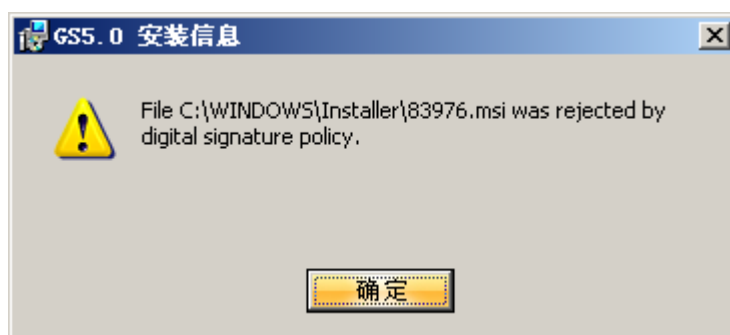 GS5.0 安装信息
File C:\WINDOWS\Installer\83976.msi was rejected by
digital signature policy.
确定